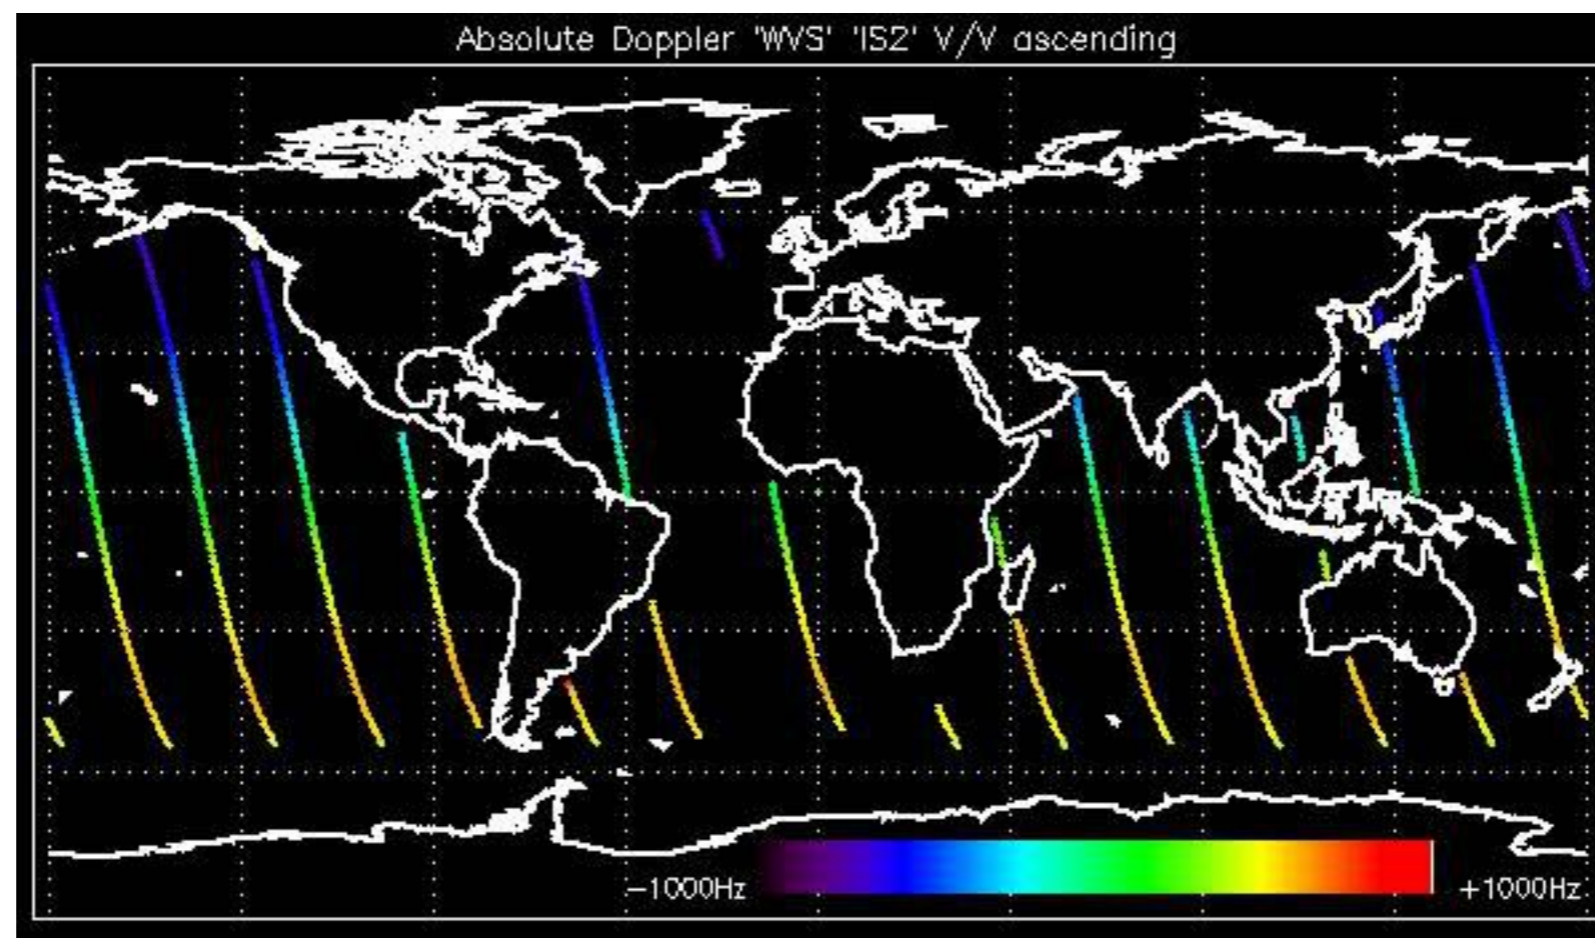 Absolute Doppler 'WVS' 'IS2' V/V ascending
−1000Hz +1000Hz